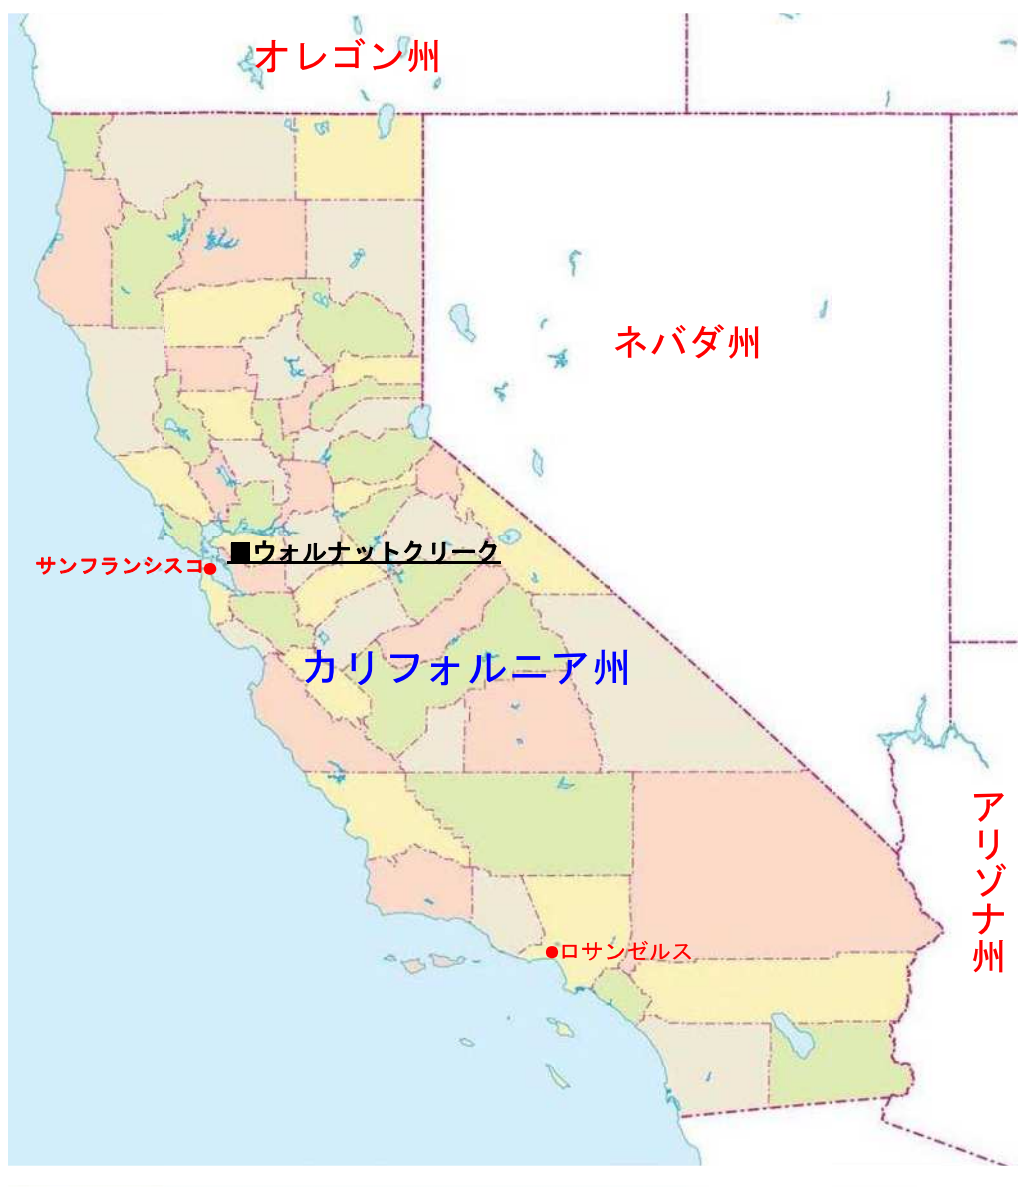 オレゴン州
ネバダ州
■ウォルナットクリーク
サンフランシスコ
カリフォルニア州
アリゾナ州
ロサンゼルス